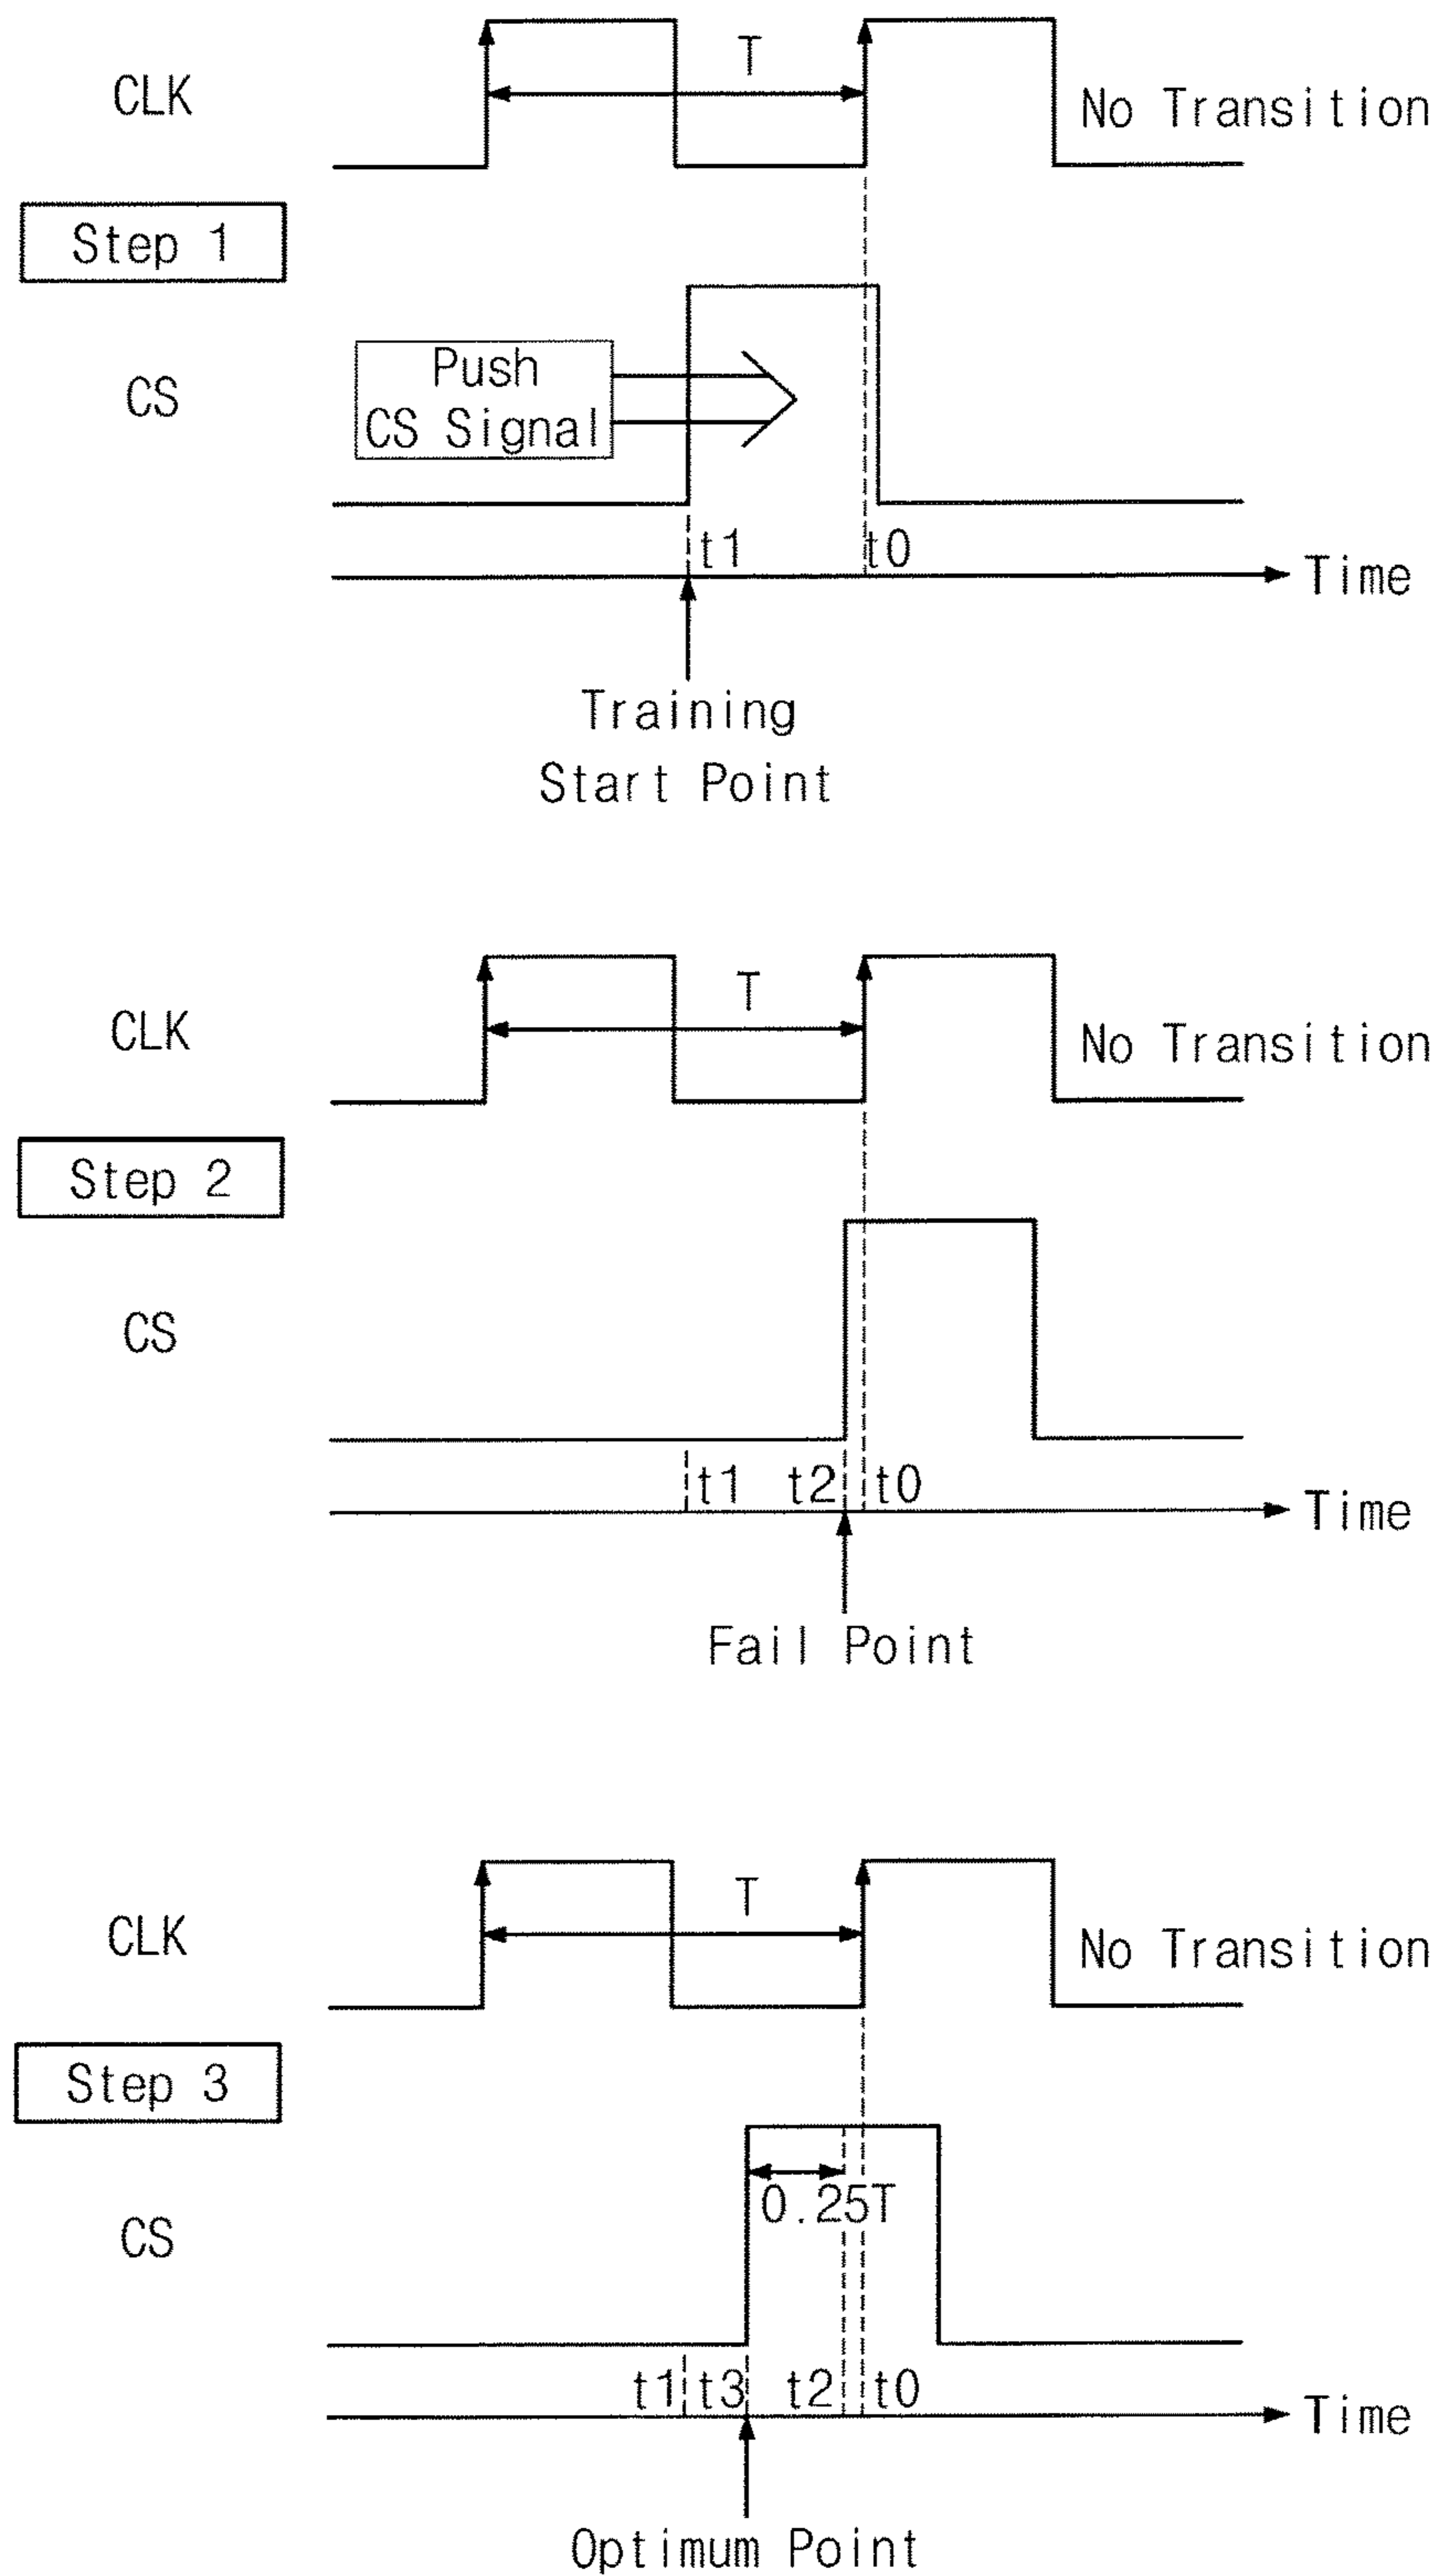 T
CLK
No Transition
Step 1
Push
CS Signal
CS
t1
t0
Time
Training
Start Point
T
CLK
No Transition
Step 2
CS
t1
t2
t0
Time
Fail Point
T
CLK
No Transition
Step 3
0.25T
CS
t1
t3
t2
t0
Time
Optimum Point